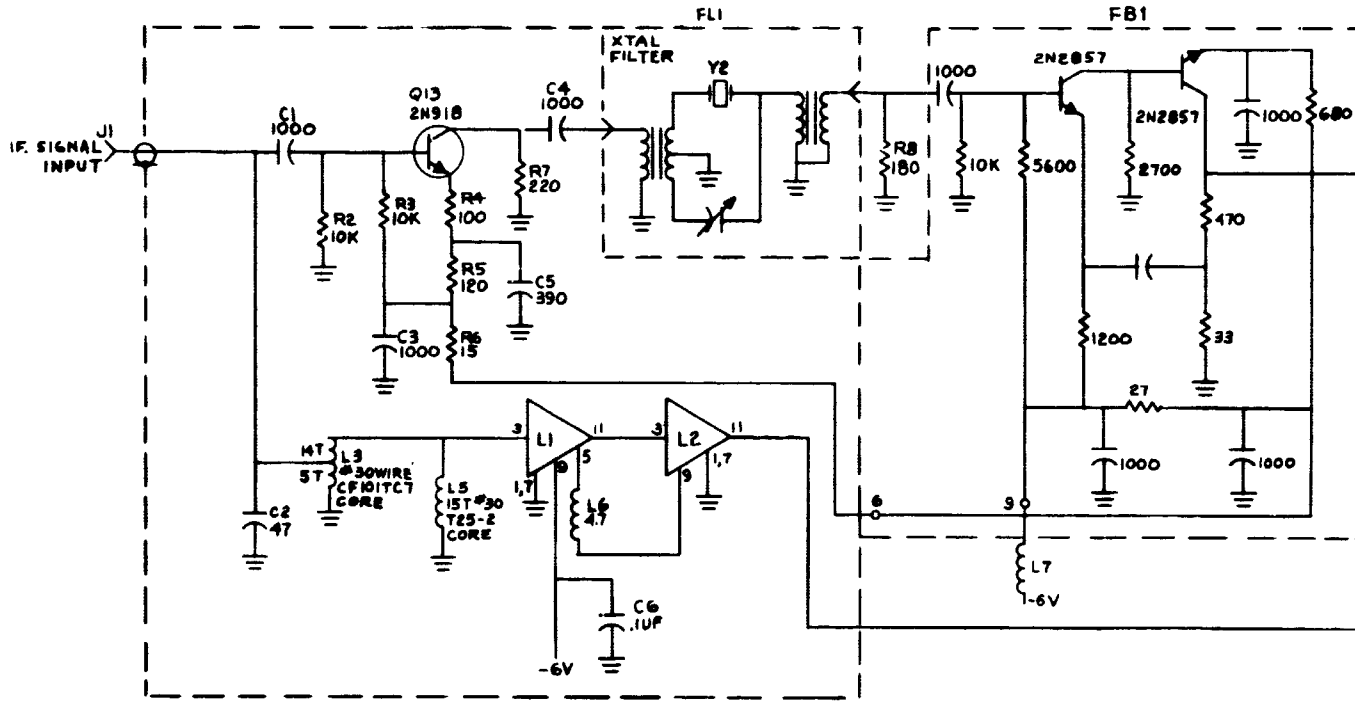 FL1
FB1
XTAL
FILTER
Y2
2N2857
1000
Q13
2N918
C4
1000
C1
1000
J1
IF. SIGNAL
INPUT
2N2857
1000
680
R7
220
R8
180
10K
5600
2700
R4
100
R3
10K
R2
10K
470
R5
120
C5
390
C3
1000
R6
15
1200
33
27
3
L1
11
3
L2
11
14T
5T
L3
#30WIRE
CF101TC7
CORE
9
5
1,7
9
1,7
1000
1000
L5
15T #30
T25-2
CORE
L6
4.7
C2
47
6
9
L7
-6V
C6
.1UF
-6V